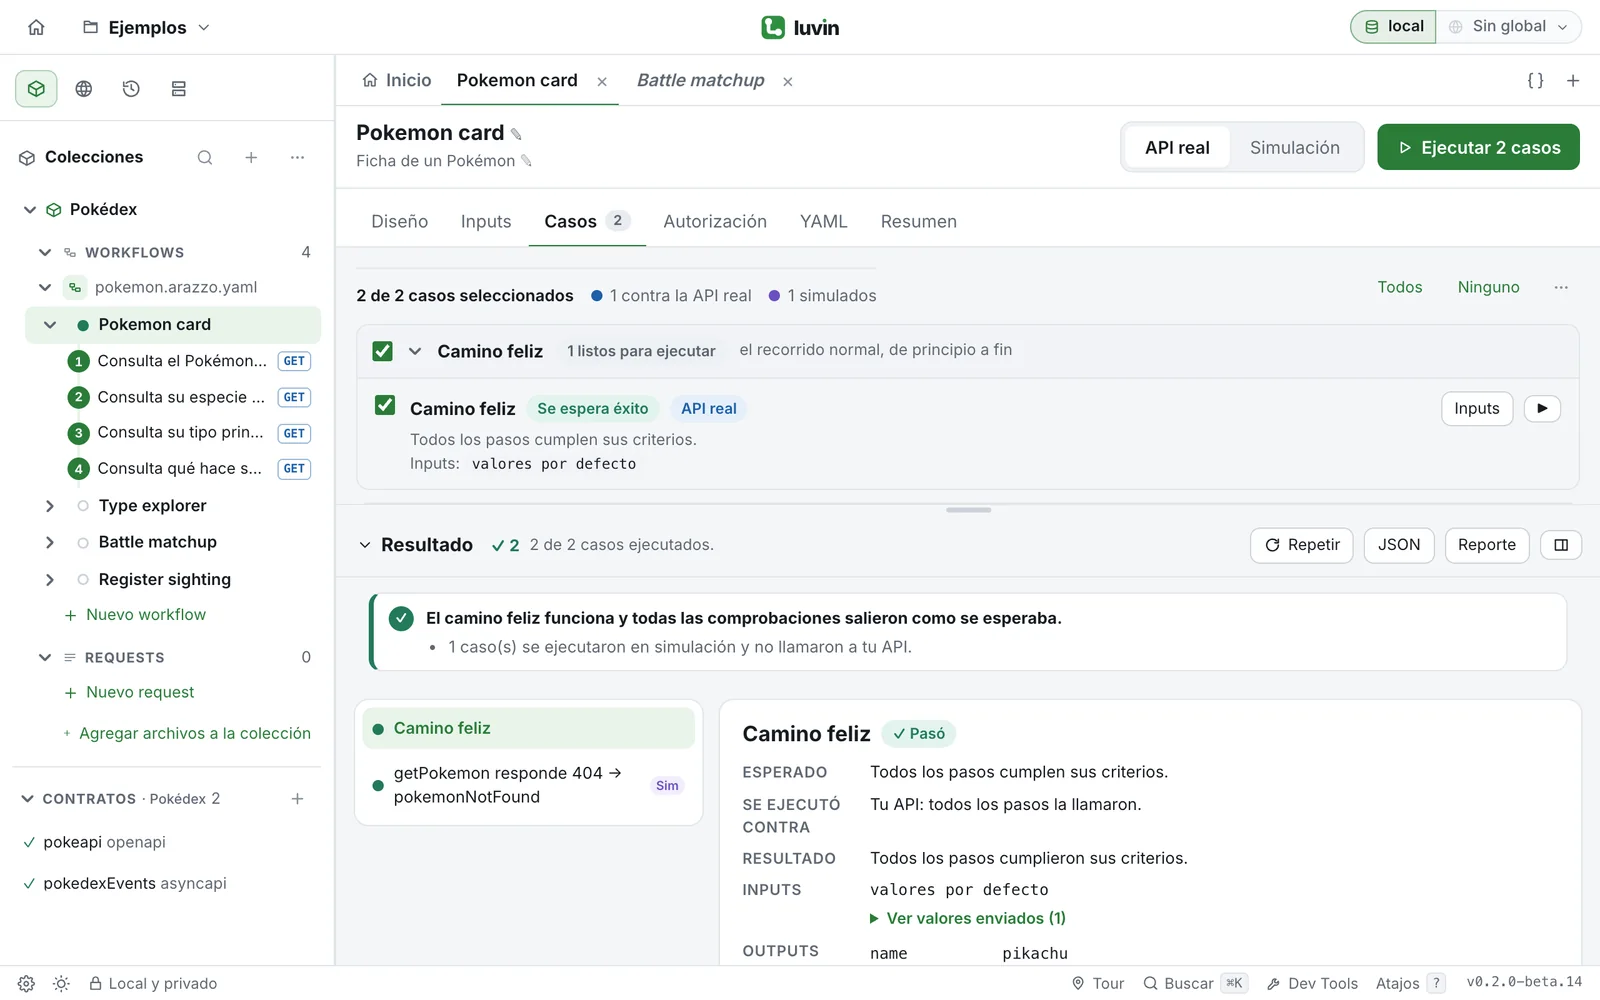 Ejemplos
luvin
local
Sin global
Inicio
Pokemon card
Battle matchup
{ }
Colecciones
Pokédex
WORKFLOWS 4
pokemon.arazzo.yaml
Pokemon card
1 Consulta el Pokémon... GET
2 Consulta su especie ... GET
3 Consulta su tipo prin... GET
4 Consulta qué hace s... GET
Type explorer
Battle matchup
Register sighting
+ Nuevo workflow
REQUESTS 0
+ Nuevo request
+ Agregar archivos a la colección
CONTRATOS · Pokédex 2
pokeapi openapi
pokedexEvents asyncapi
Pokemon card
Ficha de un Pokémon
API real
Simulación
Ejecutar 2 casos
Diseño
Inputs
Casos 2
Autorización
YAML
Resumen
2 de 2 casos seleccionados
1 contra la API real
1 simulados
Todos
Ninguno
Camino feliz
1 listos para ejecutar
el recorrido normal, de principio a fin
Camino feliz
Se espera éxito
API real
Inputs
Todos los pasos cumplen sus criterios.
Inputs: valores por defecto
Resultado
2
2 de 2 casos ejecutados.
Repetir
JSON
Reporte
El camino feliz funciona y todas las comprobaciones salieron como se esperaba.
• 1 caso(s) se ejecutaron en simulación y no llamaron a tu API.
Camino feliz
getPokemon responde 404 →
pokemonNotFound
Sim
Camino feliz
Pasó
ESPERADO Todos los pasos cumplen sus criterios.
SE EJECUTÓ
CONTRA
Tu API: todos los pasos la llamaron.
RESULTADO Todos los pasos cumplieron sus criterios.
INPUTS valores por defecto
Ver valores enviados (1)
OUTPUTS name pikachu
Local y privado
Tour
Buscar ⌘K
Dev Tools
Atajos ?
v0.2.0-beta.14